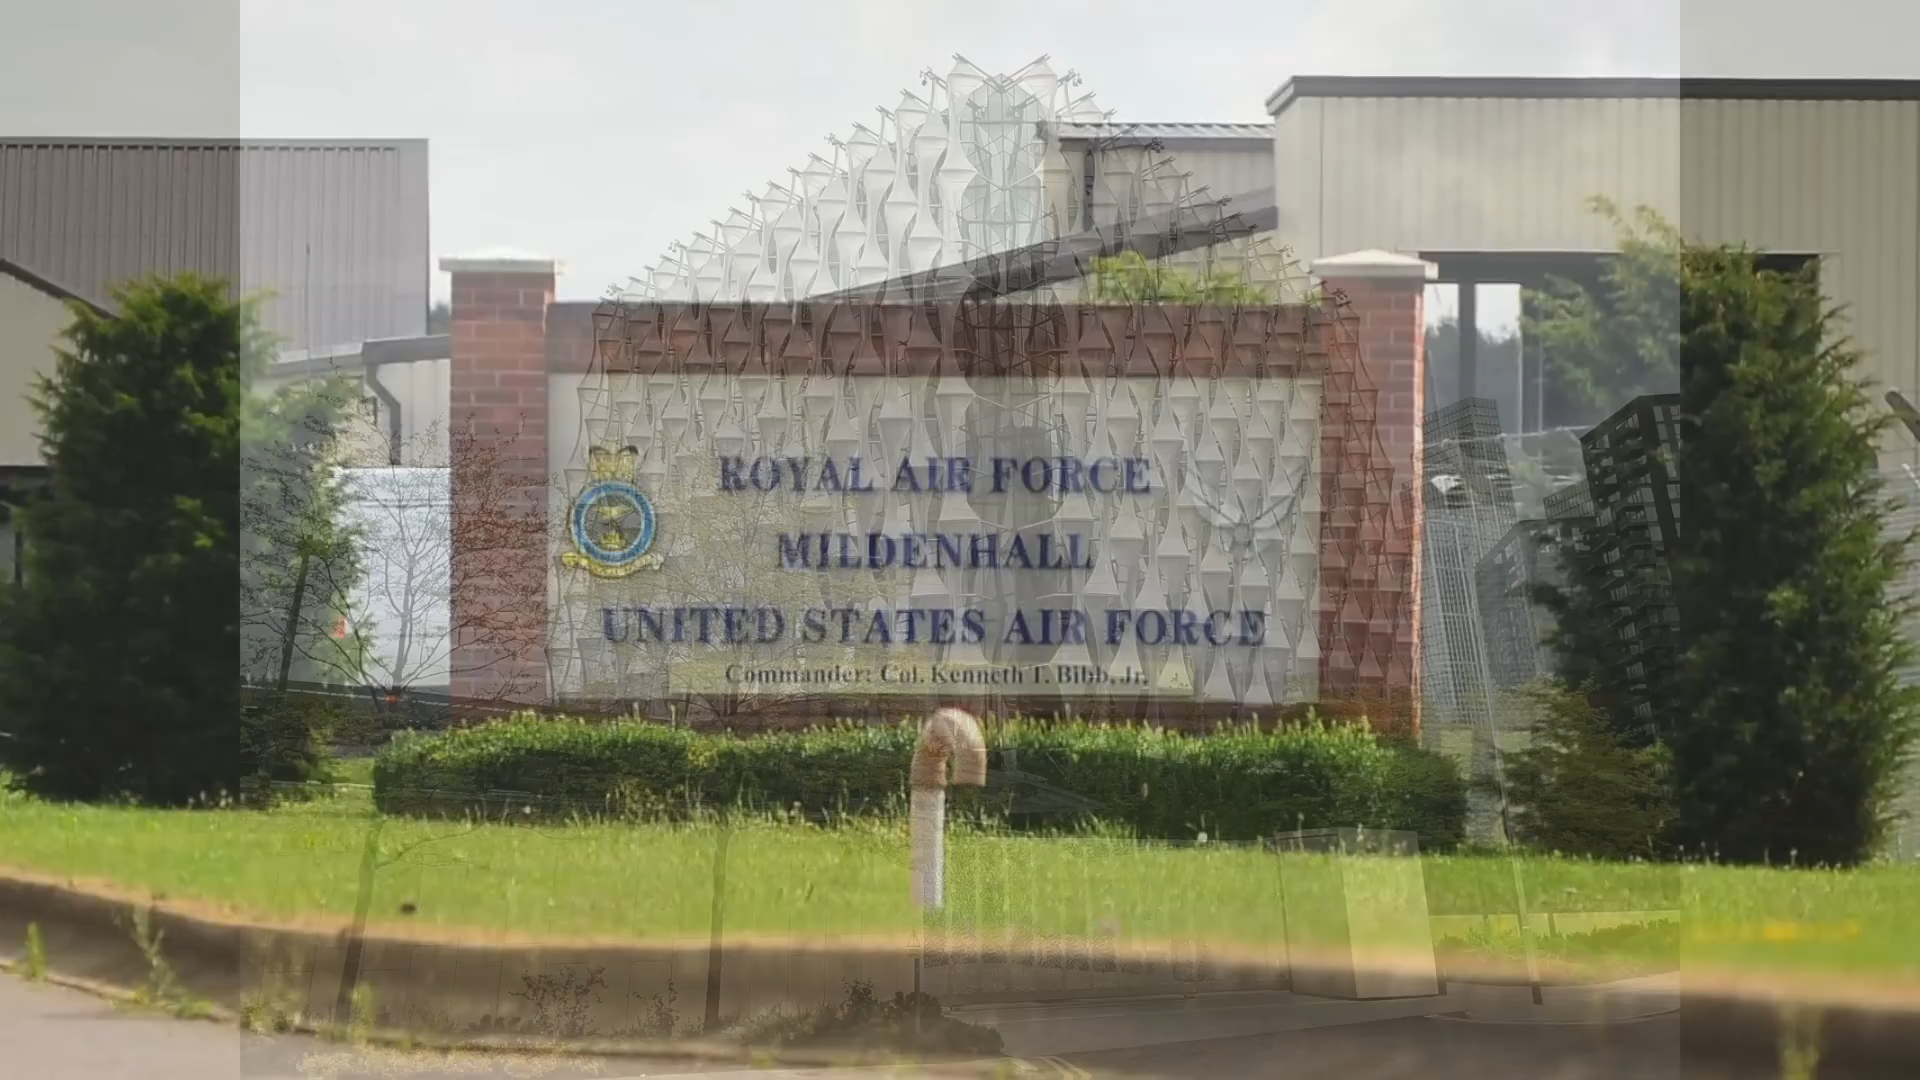 ROYAL AIR FORCE
MILDENHALL
UNITED STATES AIR FORCE
Commander: Col. Kenneth T. Bibb, Jr.